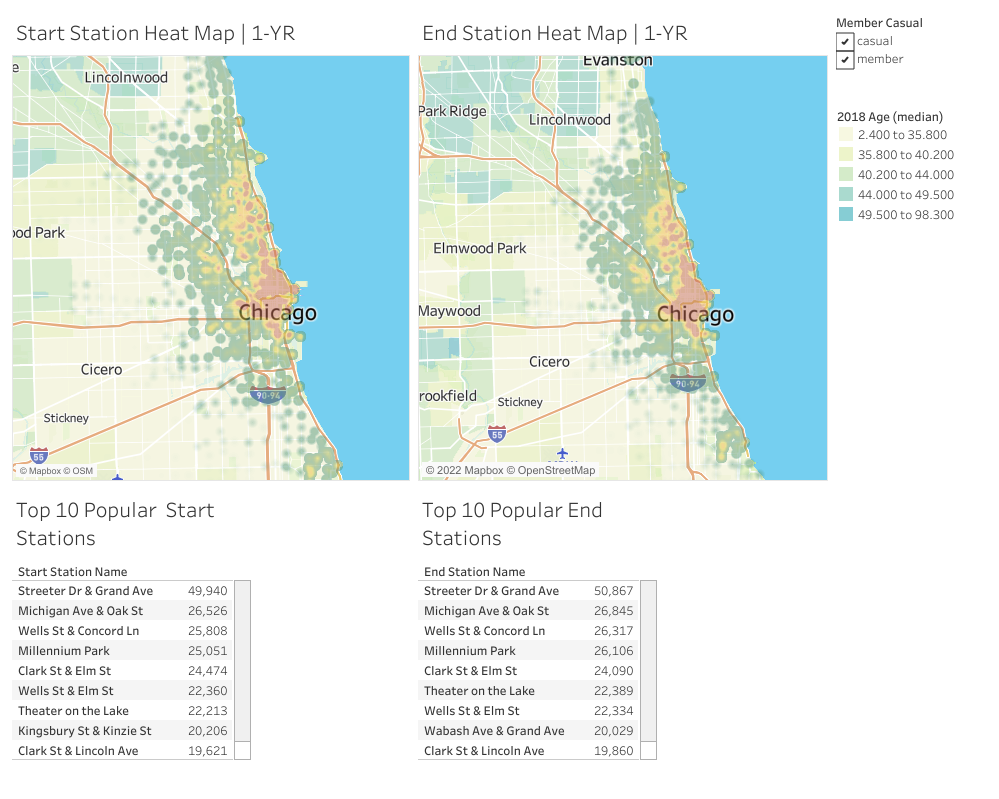 Start Station Heat Map | 1-YR
End Station Heat Map | 1-YR
Member Casual
casual
member
2018 Age (median)
2.400 to 35.800
35.800 to 40.200
40.200 to 44.000
44.000 to 49.500
49.500 to 98.300
e
Lincolnwood
ood Park
Chicago
Cicero
90-94
Stickney
55
© Mapbox © OSM
Evanston
Park Ridge
Lincolnwood
Elmwood Park
Maywood
Chicago
Cicero
90-94
rookfield
Stickney
55
© 2022 Mapbox © OpenStreetMap
Top 10 Popular Start
Stations
Start Station Name
Streeter Dr & Grand Ave 49,940
Michigan Ave & Oak St 26,526
Wells St & Concord Ln 25,808
Millennium Park 25,051
Clark St & Elm St 24,474
Wells St & Elm St 22,360
Theater on the Lake 22,213
Kingsbury St & Kinzie St 20,206
Clark St & Lincoln Ave 19,621
Top 10 Popular End
Stations
End Station Name
Streeter Dr & Grand Ave 50,867
Michigan Ave & Oak St 26,845
Wells St & Concord Ln 26,317
Millennium Park 26,106
Clark St & Elm St 24,090
Theater on the Lake 22,389
Wells St & Elm St 22,334
Wabash Ave & Grand Ave 20,029
Clark St & Lincoln Ave 19,860